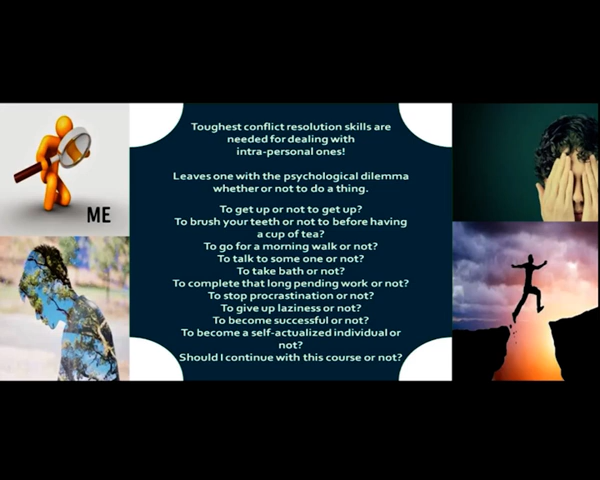 Toughest conflict resolution skills are
needed for dealing with
intra-personal ones!
Leaves one with the psychological dilemma
whether or not to do a thing.
To get up or not to get up?
To brush your teeth or not to before having
a cup of tea?
To go for a morning walk or not?
To talk to some one or not?
To take bath or not?
To complete that long pending work or not?
To stop procrastination or not?
To give up laziness or not?
To become successful or not?
To become a self-actualized individual or
not?
Should I continue with this course or not?
ME